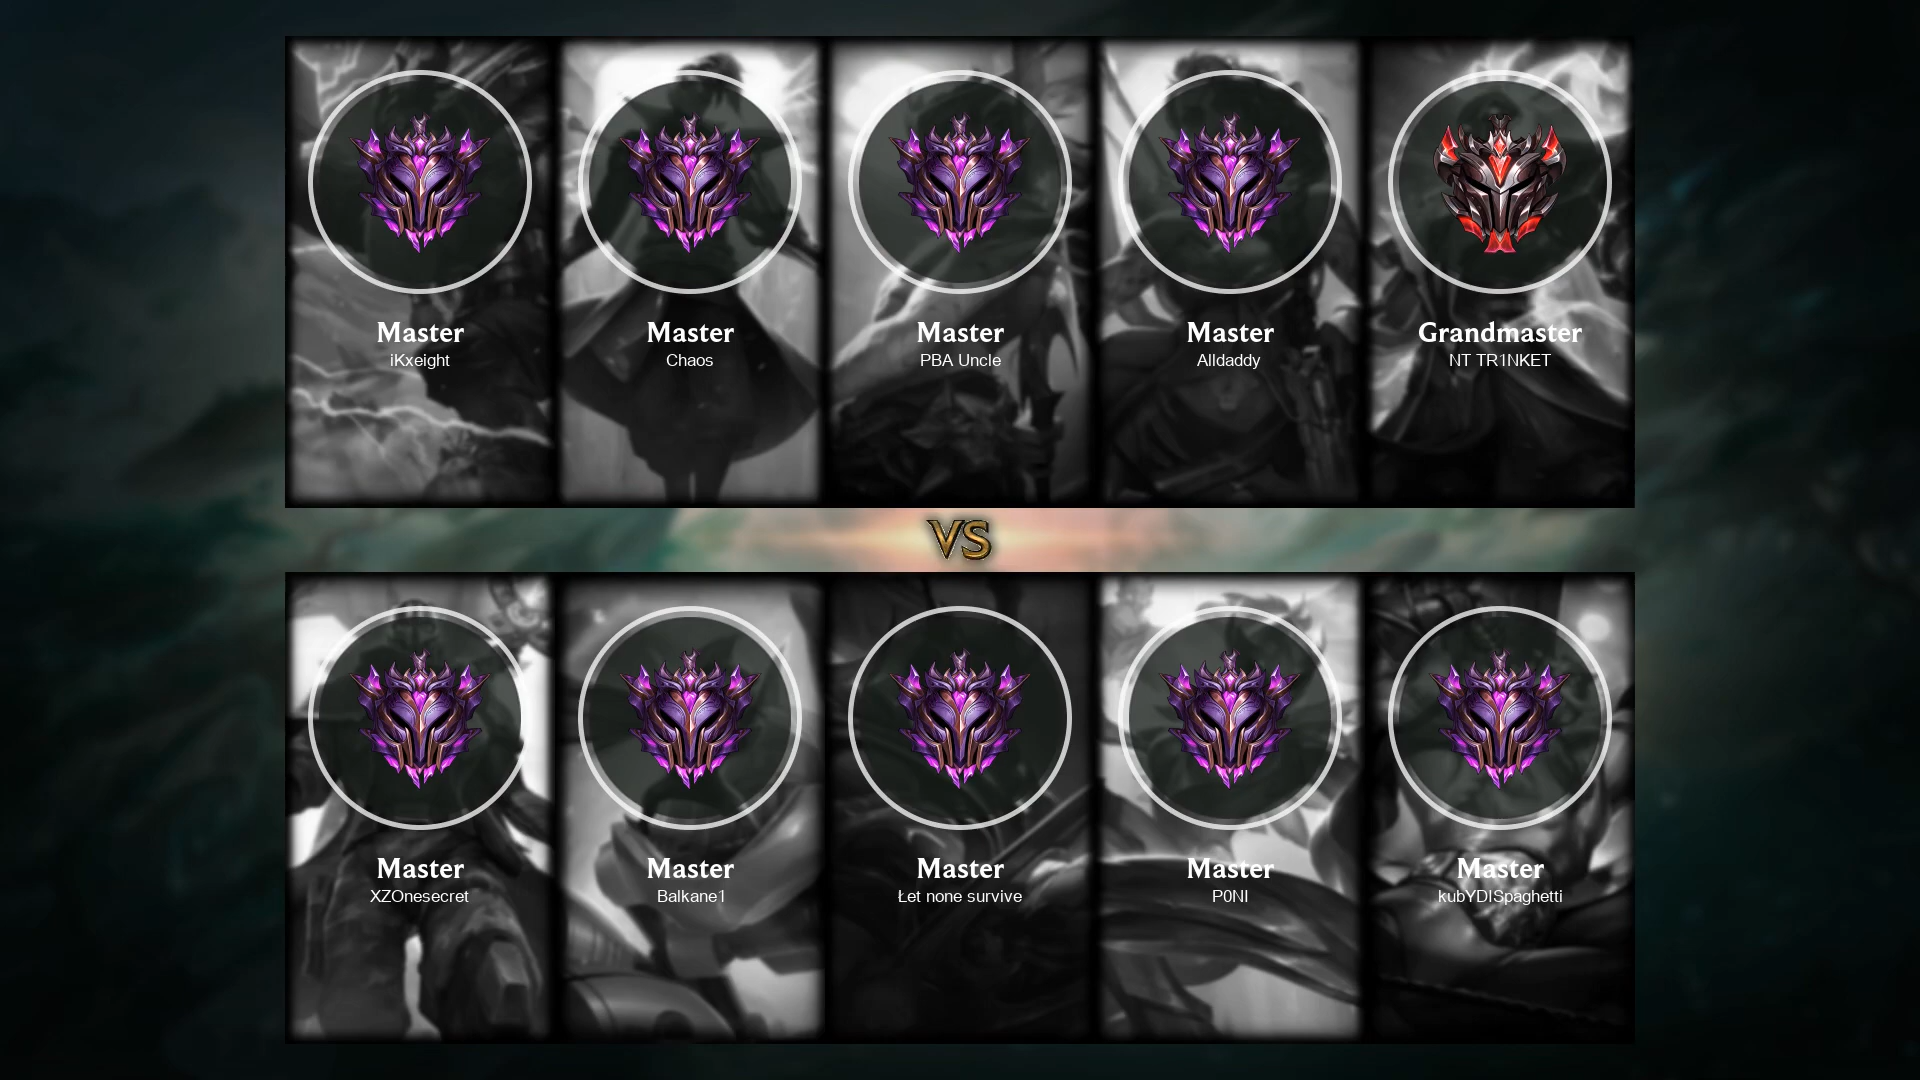 Master
iKxeight
Master
Chaos
Master
PBA Uncle
Master
Alldaddy
Grandmaster
NT TR1NKET
VS
Master
XZOnesecret
Master
Balkane1
Master
Łet none survive
Master
P0NI
Master
kubYDISpaghetti